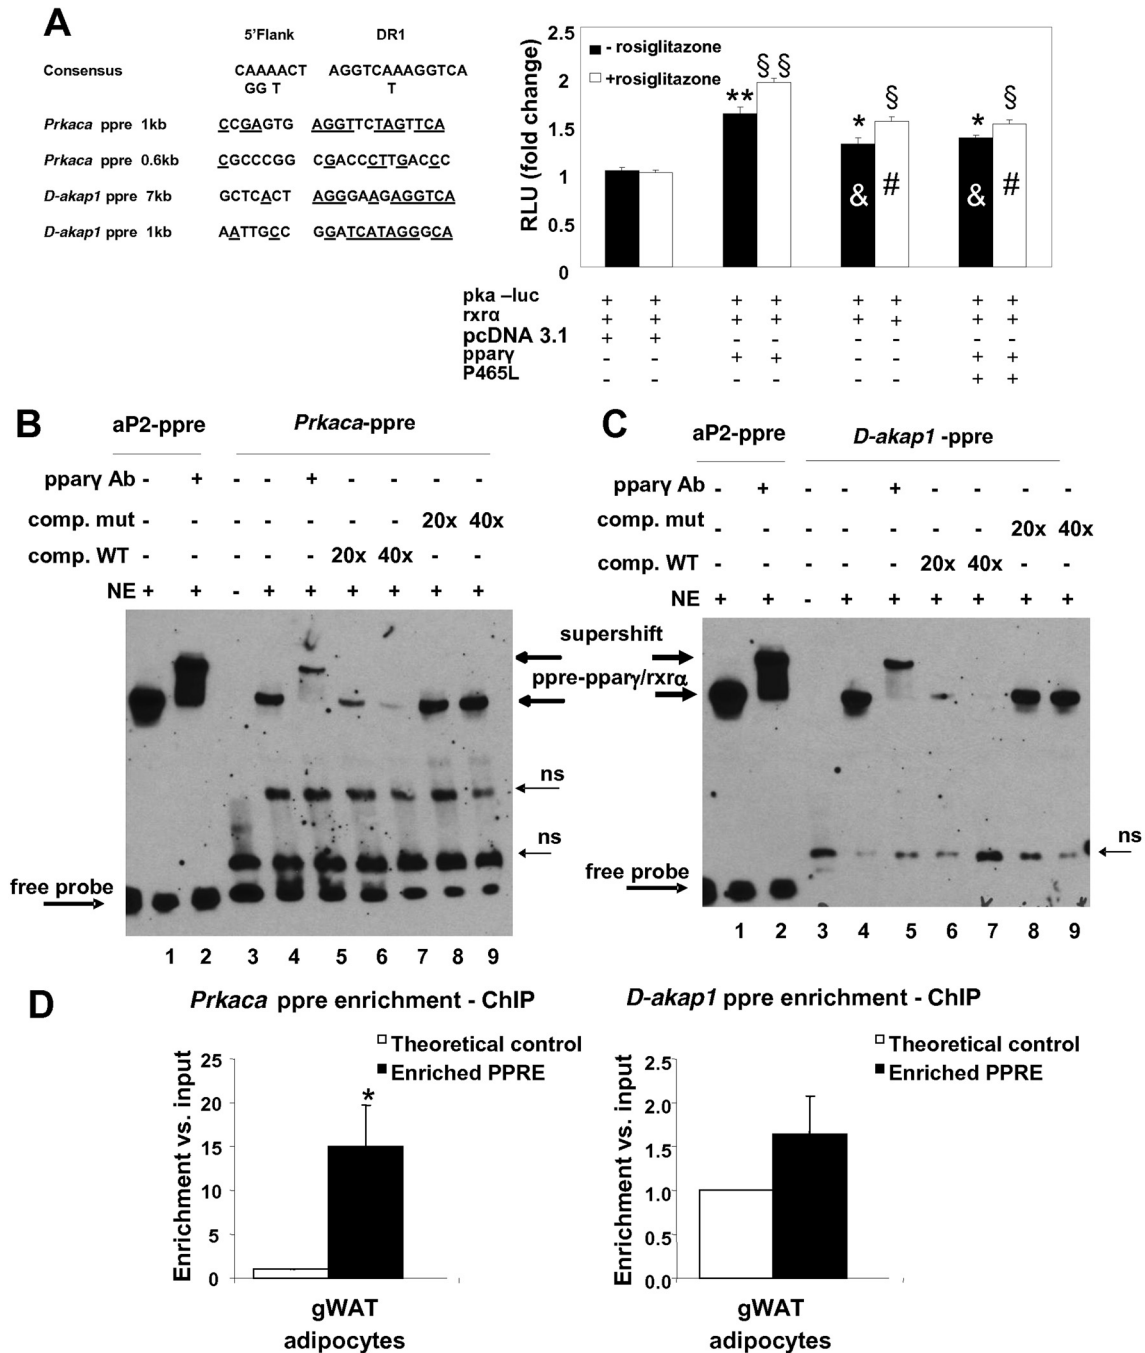 A
5'Flank DR1
Consensus CAAAACT AGGTCAAAGGTCA
GG T T
Prkaca ppre 1kb CCGAGTG AGGTTCTAGTTCA
Prkaca ppre 0.6kb CGCCCGG CGACCCTTGACCC
D-akap1 ppre 7kb GCTCACT AGGGAAGAGGTCA
D-akap1 ppre 1kb AATTGCC GGATCATAGGGCA
RLU (fold change)
2.5
2
1.5
1
0.5
0
- rosiglitazone
+rosiglitazone
** §§ * § * §
& # & #
pka –luc + + + + + + + +
rxrα + + + + + + + +
pcDNA 3.1 + + - - - - - -
pparγ - - + + - - + +
P465L - - - - - - + +
B
aP2-ppre Prkaca-ppre
pparγ Ab - + - - + - - - -
comp. mut - - - - - - - 20x 40x
comp. WT - - - - - 20x 40x - -
NE + + - + + + + + +
supershift
ppre-pparγ/rxrα
ns
ns
free probe
1 2 3 4 5 6 7 8 9
C
aP2-ppre D-akap1 -ppre
pparγ Ab - + - - + - - - -
comp. mut - - - - - - - 20x 40x
comp. WT - - - - - 20x 40x - -
NE + + - + + + + + +
ns
free probe
1 2 3 4 5 6 7 8 9
D
Prkaca ppre enrichment - ChIP
Theoretical control
Enriched PPRE
Enrichment vs. input
25
20
15
10
5
0
*
gWAT
adipocytes
D-akap1 ppre enrichment - ChIP
Theoretical control
Enriched PPRE
Enrichment vs. input
2.5
2.0
1.5
1.0
0.5
0.0
gWAT
adipocytes